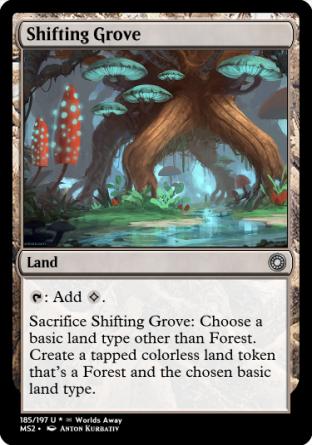 Shifting Grove
Land
: Add .
Sacrifice Shifting Grove: Choose a
basic land type other than Forest.
Create a tapped colorless land token
that's a Forest and the chosen basic
land type.
185/197 U * ∞ Worlds Away
MS2 • Anton Kurbativ